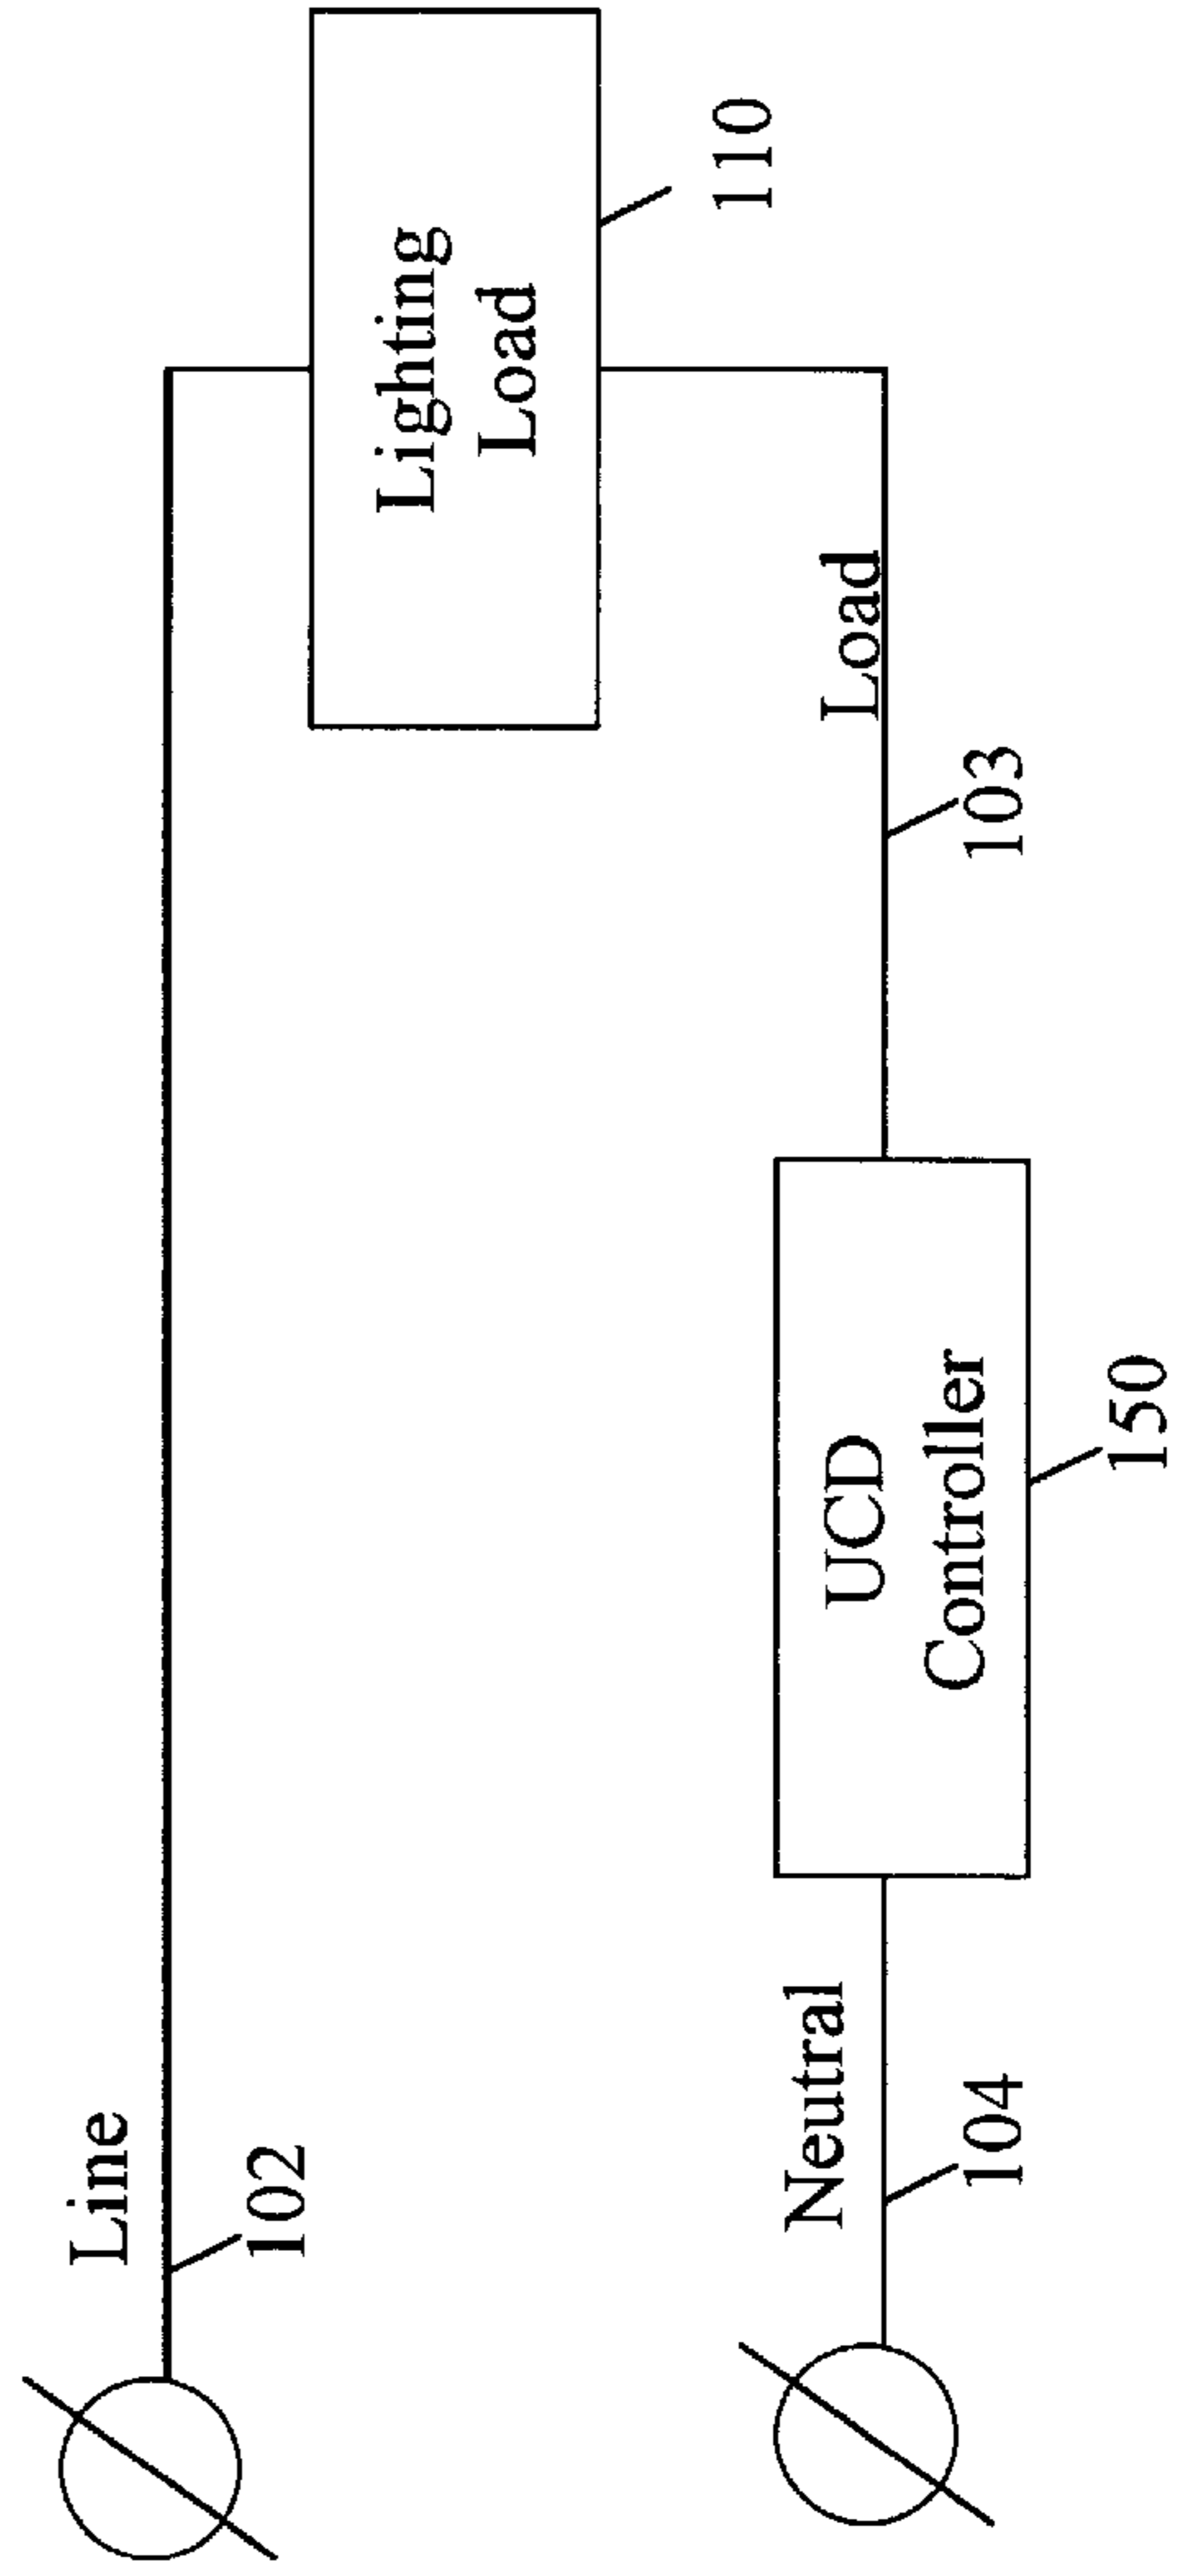 Line
102
Lighting
Load
110
Load
103
Neutral
104
UCD
Controller
150